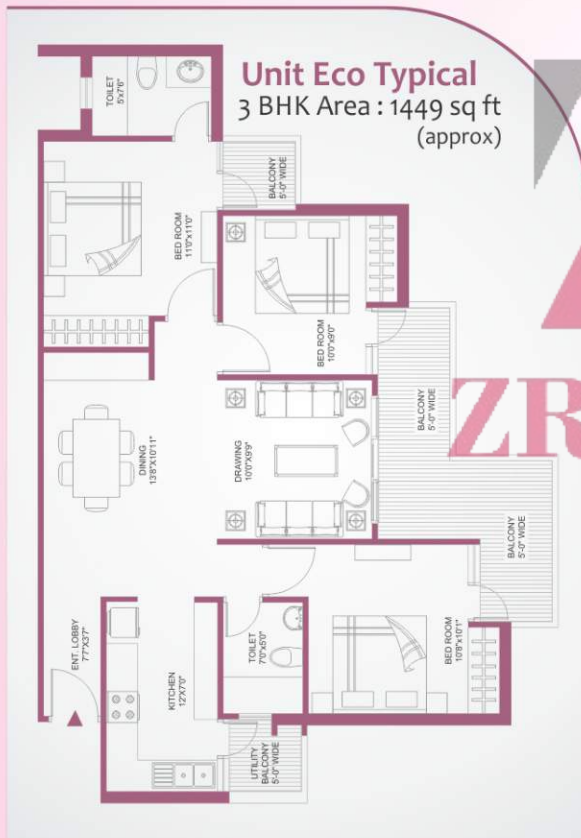 Unit Eco Typical
3 BHK Area : 1449 sq ft
(approx)
TOILET
5'x7'6"
BALCONY
5'-0" WIDE
BED ROOM
11'0"x11'0"
BED ROOM
10'0"x9'0"
BALCONY
5'-0" WIDE
ZR
DINING
13'8"X10'11"
DRAWING
10'0"X9'9"
BALCONY
5'-0" WIDE
ENT. LOBBY
7'7"X3'7"
KITCHEN
12'X7'0"
TOILET
7'0"x5'0"
BED ROOM
10'8"x10'1"
UTILITY
BALCONY
5'-0" WIDE